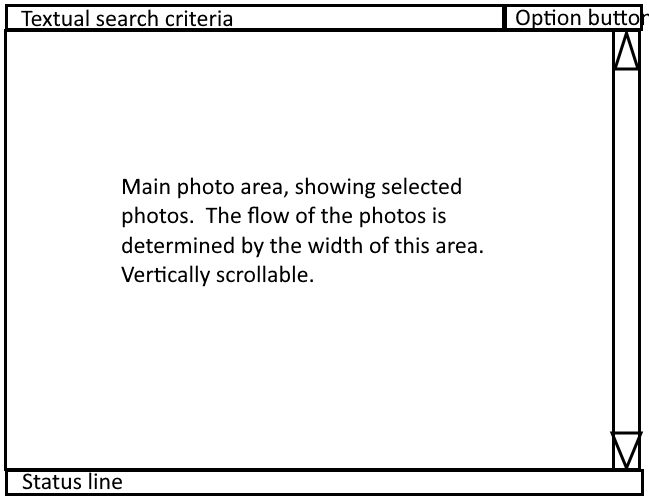 Textual search criteria
Option button
Main photo area, showing selected
photos.  The flow of the photos is
determined by the width of this area.
Vertically scrollable.
Status line